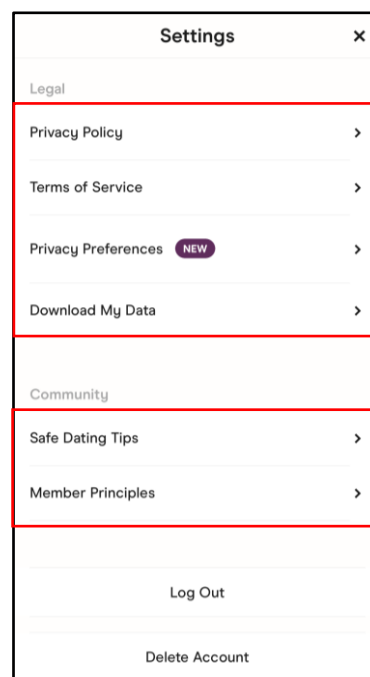 Settings ×
Legal
Privacy Policy
Terms of Service
Privacy Preferences NEW
Download My Data
Community
Safe Dating Tips
Member Principles
Log Out
Delete Account